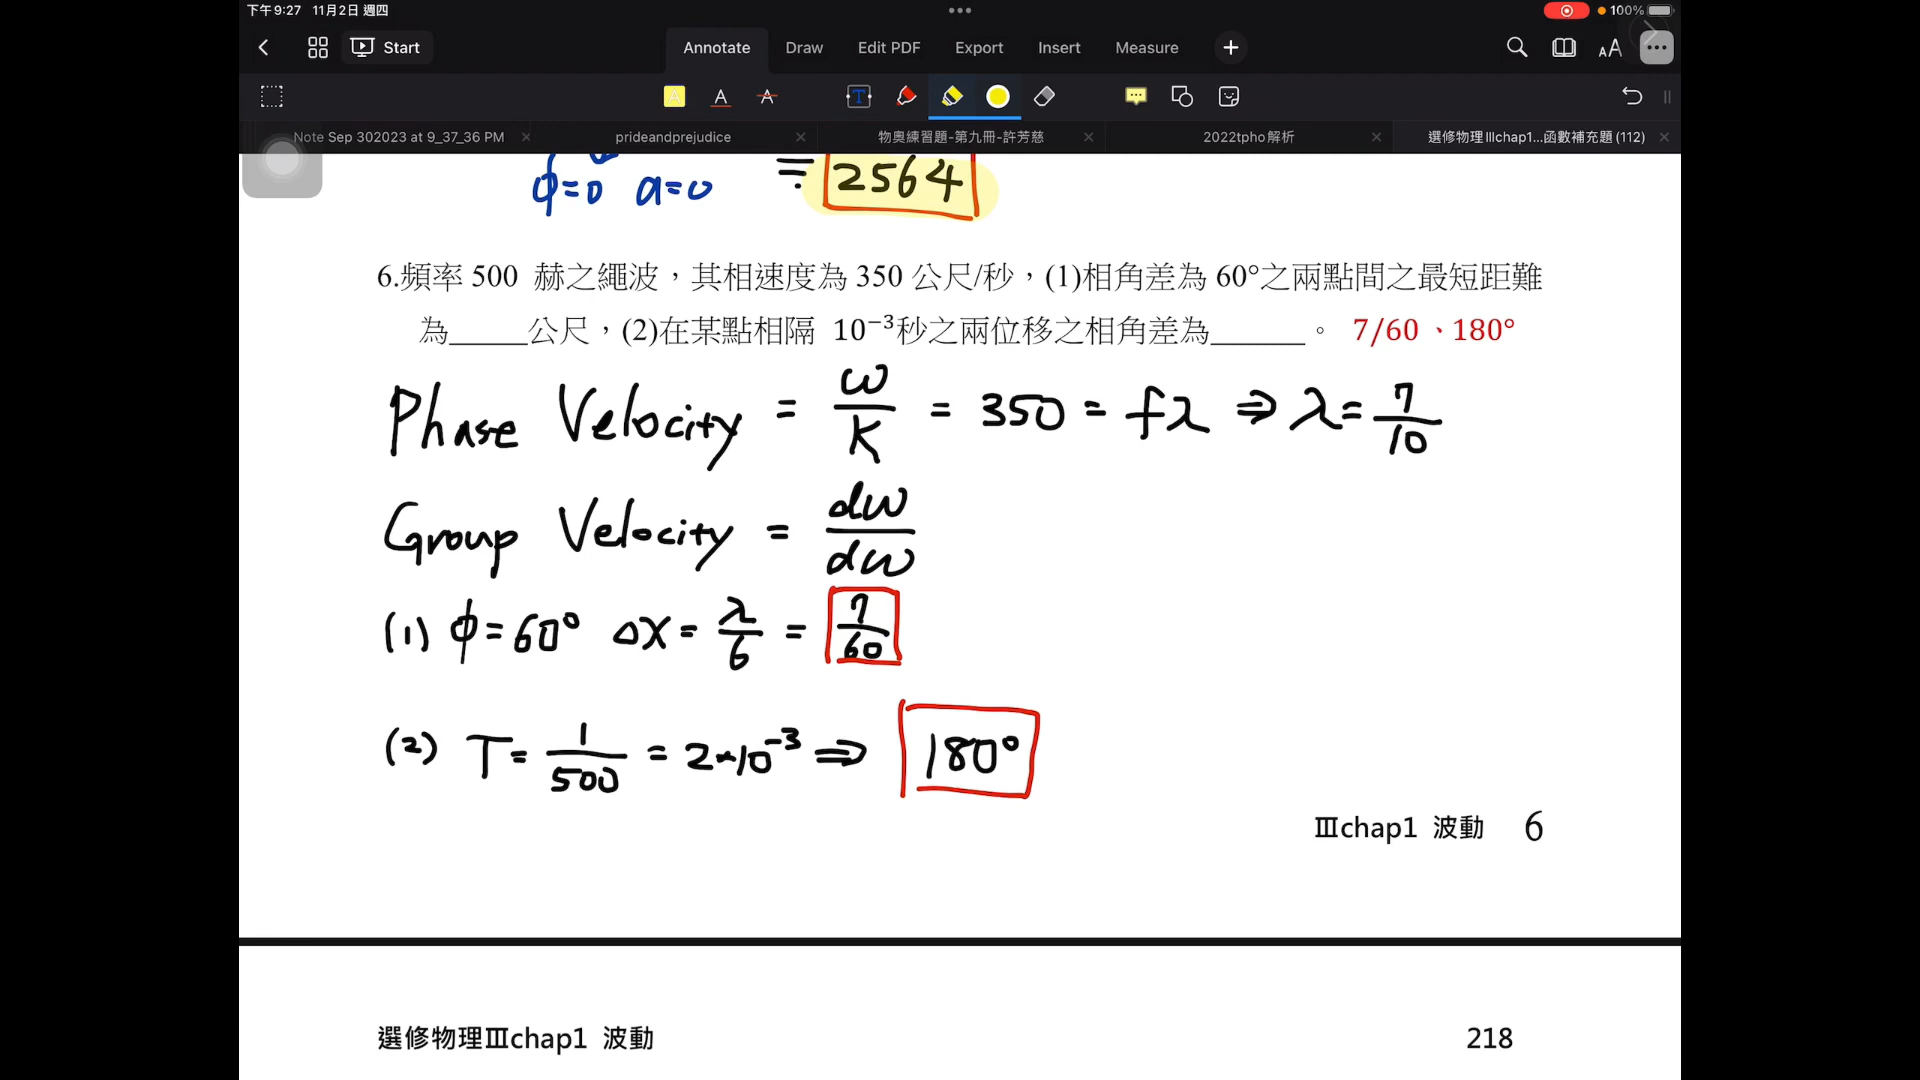 下午9:27 11月2日 週四
100%
Start
Annotate Draw Edit PDF Export Insert Measure
Note Sep 302023 at 9_37_36 PM
prideandprejudice
物奧練習題-第九冊-許芳慈
2022tpho解析
選修物理Ⅲchap1...函數補充題 (112)
ϕ=0 a=0 ≒ 2564
6.頻率 500 赫之繩波，其相速度為 350 公尺/秒，(1)相角差為 60°之兩點間之最短距難
為_____公尺，(2)在某點相隔 10⁻³秒之兩位移之相角差為______。 7/60、180°
Phase Velocity = ω/K = 350 = fλ ⇒ λ= 7/10
Group Velocity = dω/dω
(1) ϕ=60° ΔX= λ/6 = 7/60
(2) T= 1/500 = 2×10⁻³ ⇒ 180°
Ⅲchap1 波動 6
選修物理Ⅲchap1 波動 218